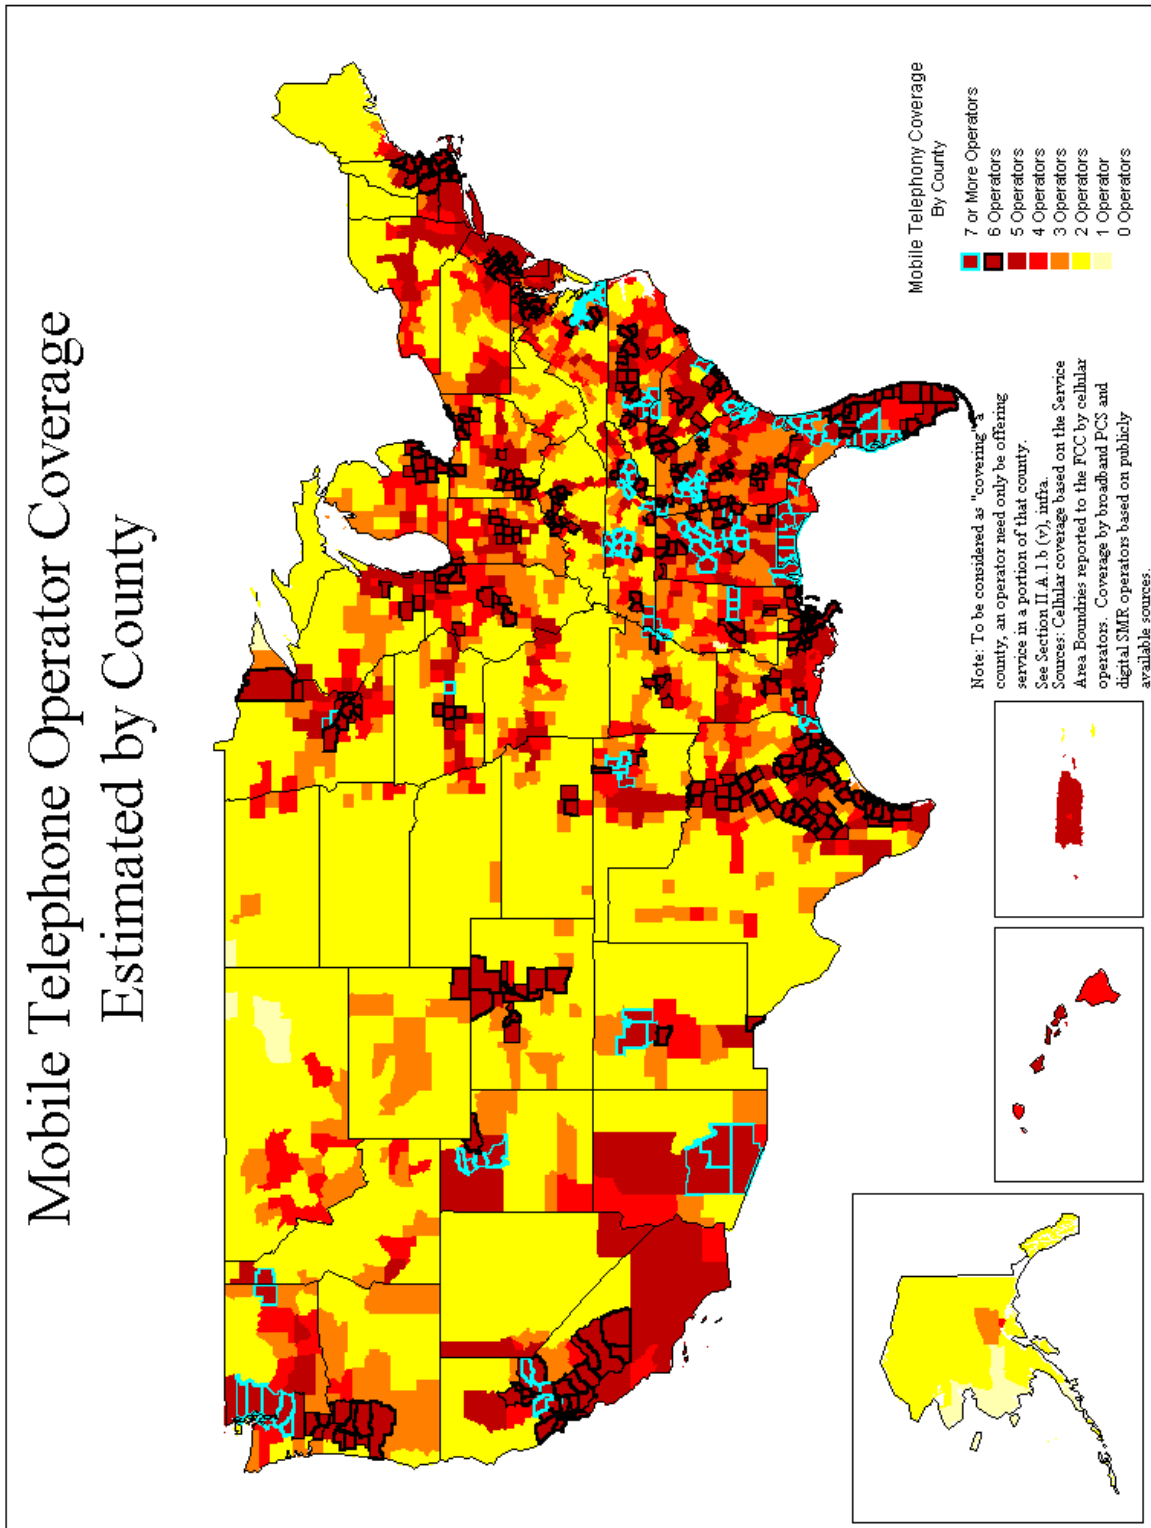 Mobile Telephone Operator Coverage
Estimated by County
Mobile Telephony Coverage
By County
7 or More Operators
6 Operators
5 Operators
4 Operators
3 Operators
2 Operators
1 Operator
0 Operators
Note: To be considered as "covering" a
county, an operator need only be offering
service in a portion of that county.
See Section II.A.1.b (v), infra.
Sources: Cellular coverage based on the Service
Area Boundries reported to the FCC by cellular
operators. Coverage by broadband PCS and
digital SMR operators based on publicly
available sources.